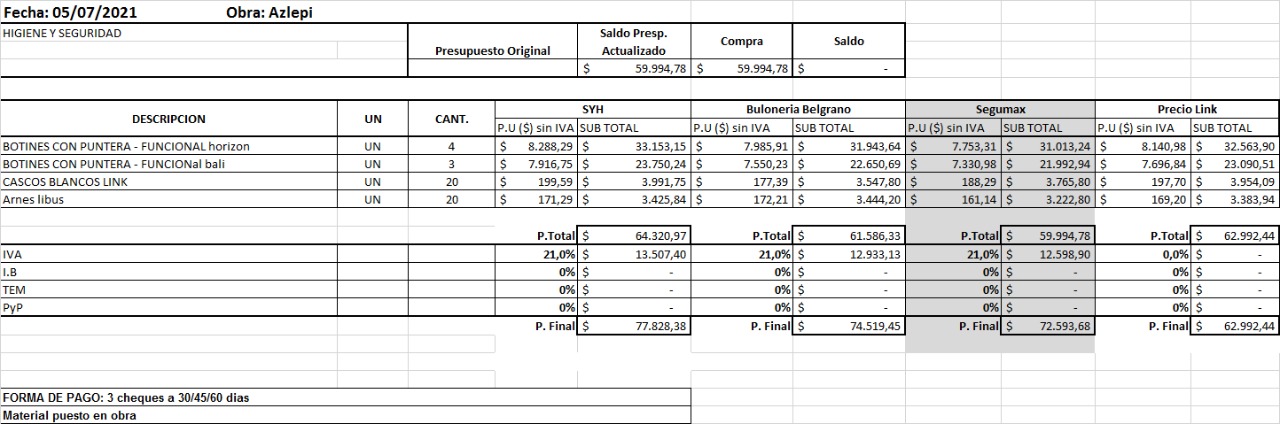 Fecha: 05/07/2021 Obra: Azlepi
HIGIENE Y SEGURIDAD Presupuesto Original Saldo Presp. Actualizado Compra Saldo
$ 59.994,78 $ 59.994,78 $ -
DESCRIPCION UN CANT. SYH Buloneria Belgrano Segumax Precio Link
P.U ($) sin IVA SUB TOTAL P.U ($) sin IVA SUB TOTAL P.U ($) sin IVA SUB TOTAL P.U ($) sin IVA SUB TOTAL
BOTINES CON PUNTERA - FUNCIONAL horizon UN 4 $ 8.288,29 $ 33.153,15 $ 7.985,91 $ 31.943,64 $ 7.753,31 $ 31.013,24 $ 8.140,98 $ 32.563,90
BOTINES CON PUNTERA - FUNCIONal bali UN 3 $ 7.916,75 $ 23.750,24 $ 7.550,23 $ 22.650,69 $ 7.330,98 $ 21.992,94 $ 7.696,84 $ 23.090,51
CASCOS BLANCOS LINK UN 20 $ 199,59 $ 3.991,75 $ 177,39 $ 3.547,80 $ 188,29 $ 3.765,80 $ 197,70 $ 3.954,09
Arnes libus UN 20 $ 171,29 $ 3.425,84 $ 172,21 $ 3.444,20 $ 161,14 $ 3.222,80 $ 169,20 $ 3.383,94
P.Total $ 64.320,97 P.Total $ 61.586,33 P.Total $ 59.994,78 P.Total $ 62.992,44
IVA 21,0% $ 13.507,40 21,0% $ 12.933,13 21,0% $ 12.598,90 0,0% $ -
I.B 0% $ - 0% $ - 0% $ - 0% $ -
TEM 0% $ - 0% $ - 0% $ - 0% $ -
PyP 0% $ - 0% $ - 0% $ - 0% $ -
P. Final $ 77.828,38 P. Final $ 74.519,45 P. Final $ 72.593,68 P. Final $ 62.992,44
FORMA DE PAGO: 3 cheques a 30/45/60 dias
Material puesto en obra